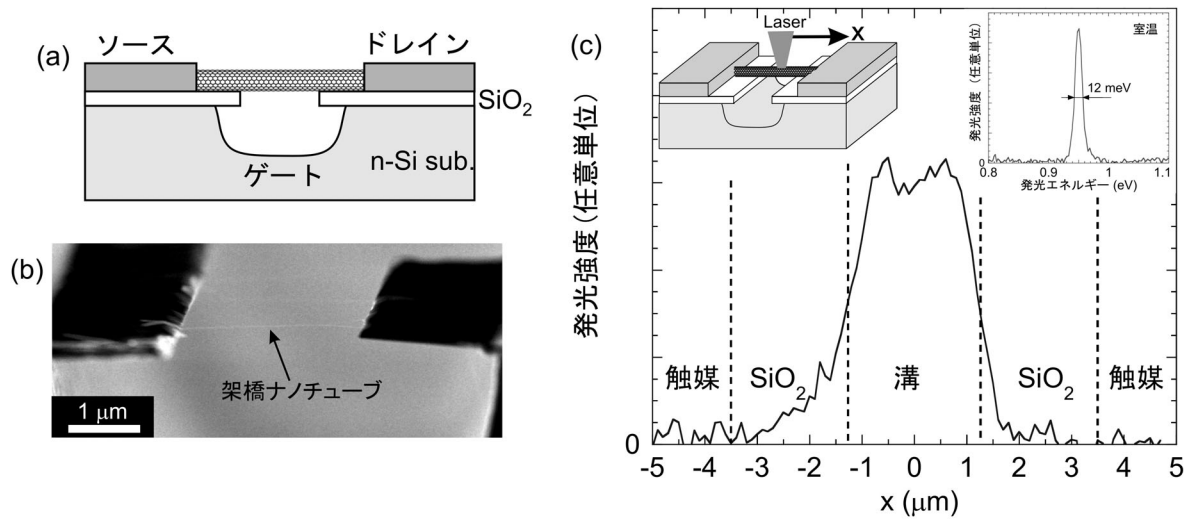 (a)
ソース
ドレイン
SiO2
ゲート
n-Si sub.
(b)
架橋ナノチューブ
1 μm
(c)
Laser
x
室温
発光強度 (任意単位)
12 meV
0.8
0.9
1
1.1
発光エネルギー (eV)
発光強度 (任意単位)
触媒
SiO2
溝
SiO2
触媒
0
-5
-4
-3
-2
-1
0
1
2
3
4
5
x (μm)